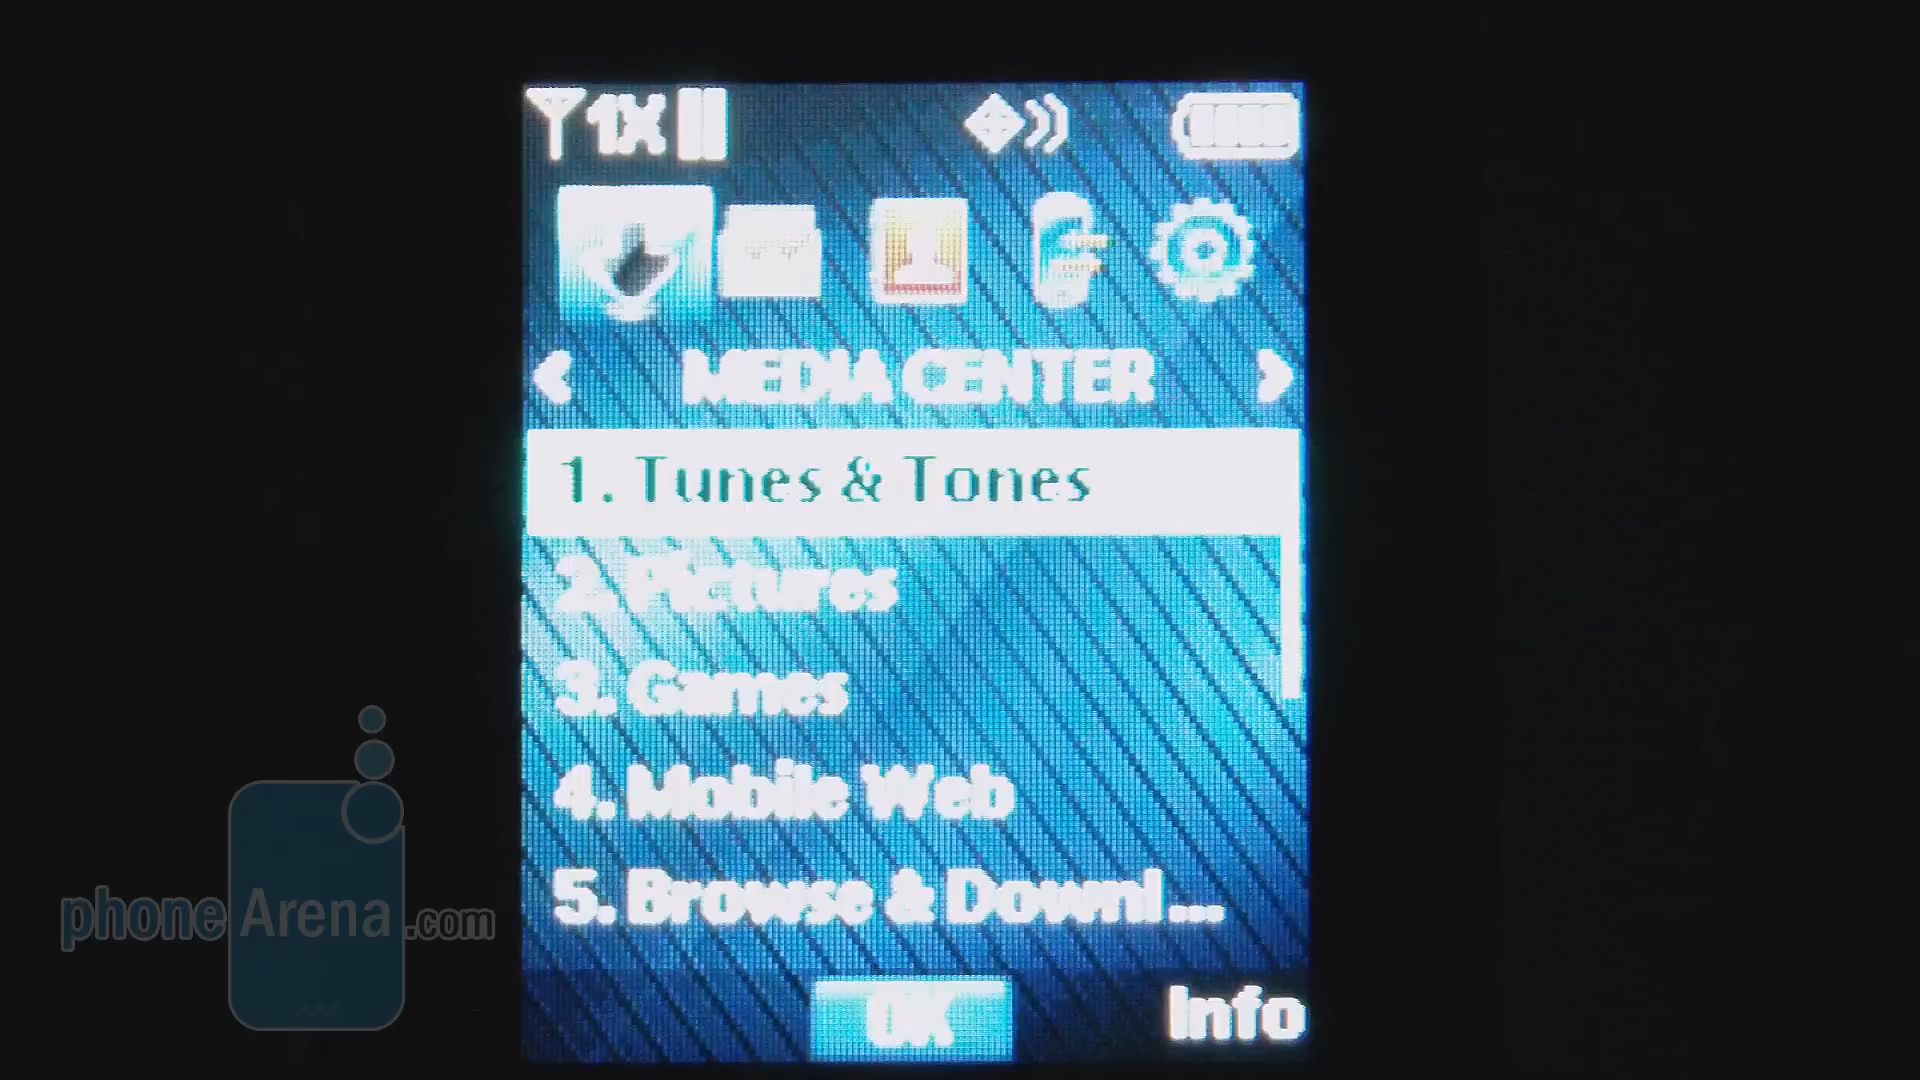 1X
MEDIA CENTER
1. Tunes & Tones
2. Pictures
3. Games
4. Mobile Web
5. Browse & Downl...
OK
Info
phoneArena.com